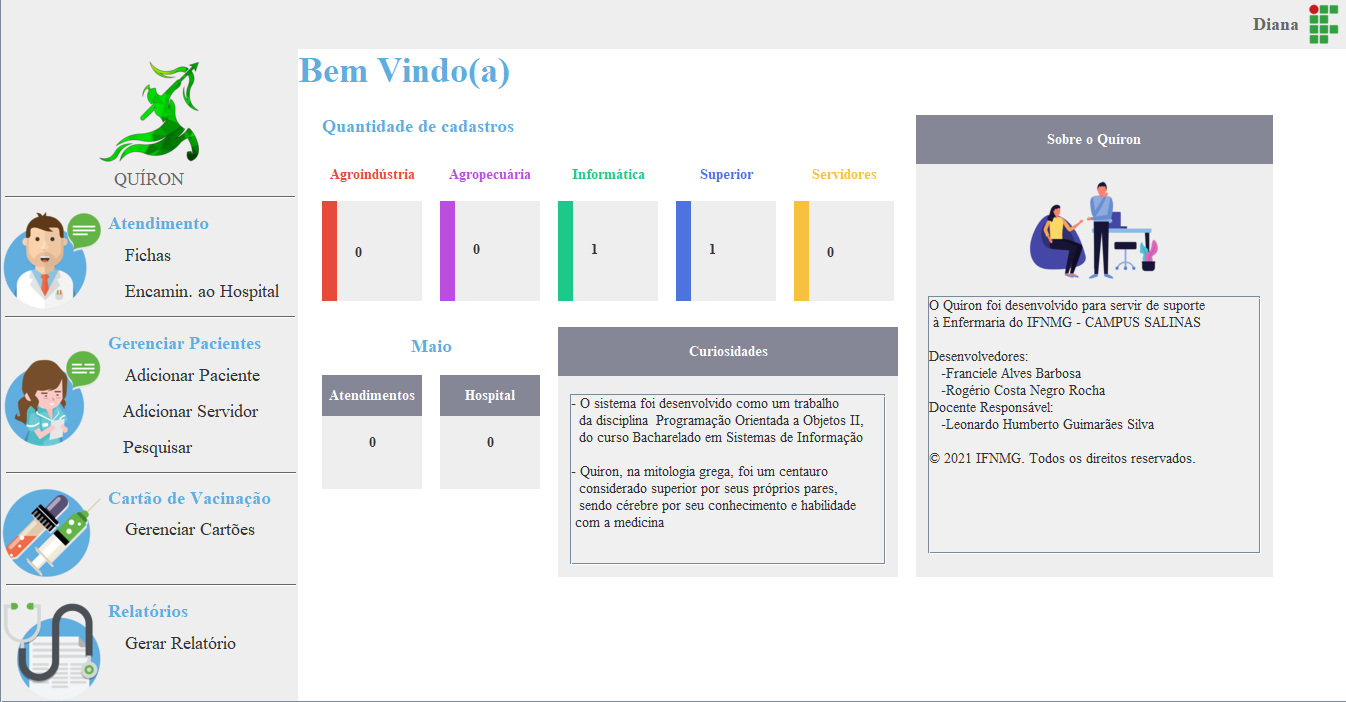 Diana
QUÍRON
Atendimento
Fichas
Encamin. ao Hospital
Gerenciar Pacientes
Adicionar Paciente
Adicionar Servidor
Pesquisar
Cartão de Vacinação
Gerenciar Cartões
Relatórios
Gerar Relatório
Bem Vindo(a)
Quantidade de cadastros
Agroindústria
0
Agropecuária
0
Informática
1
Superior
1
Servidores
0
Maio
Atendimentos
0
Hospital
0
Curiosidades
- O sistema foi desenvolvido como um trabalho
da disciplina Programação Orientada a Objetos II,
do curso Bacharelado em Sistemas de Informação
- Quiron, na mitologia grega, foi um centauro
considerado superior por seus próprios pares,
sendo cérebre por seu conhecimento e habilidade
com a medicina
Sobre o Quíron
O Quiron foi desenvolvido para servir de suporte
à Enfermaria do IFNMG - CAMPUS SALINAS
Desenvolvedores:
-Franciele Alves Barbosa
-Rogério Costa Negro Rocha
Docente Responsável:
-Leonardo Humberto Guimarães Silva
© 2021 IFNMG. Todos os direitos reservados.